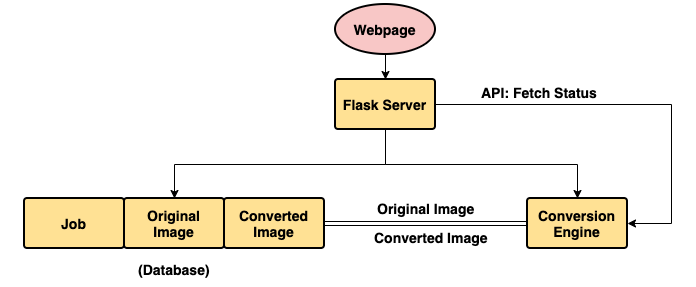 Webpage
Flask Server
API: Fetch Status
Job
Original
Image
Converted
Image
Original Image
Converted Image
Conversion
Engine
(Database)